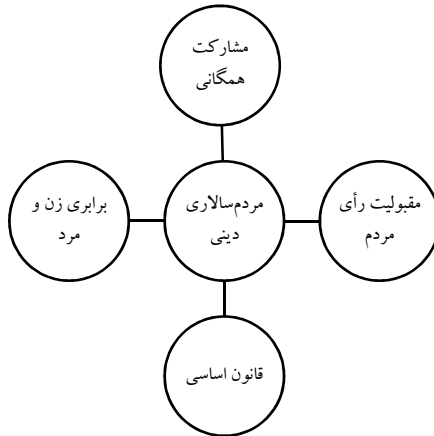 مشارکت
همگانی
مقبولیت رأی
مردم
مردم‌سالاری
دینی
برابری زن و
مرد
قانون اساسی